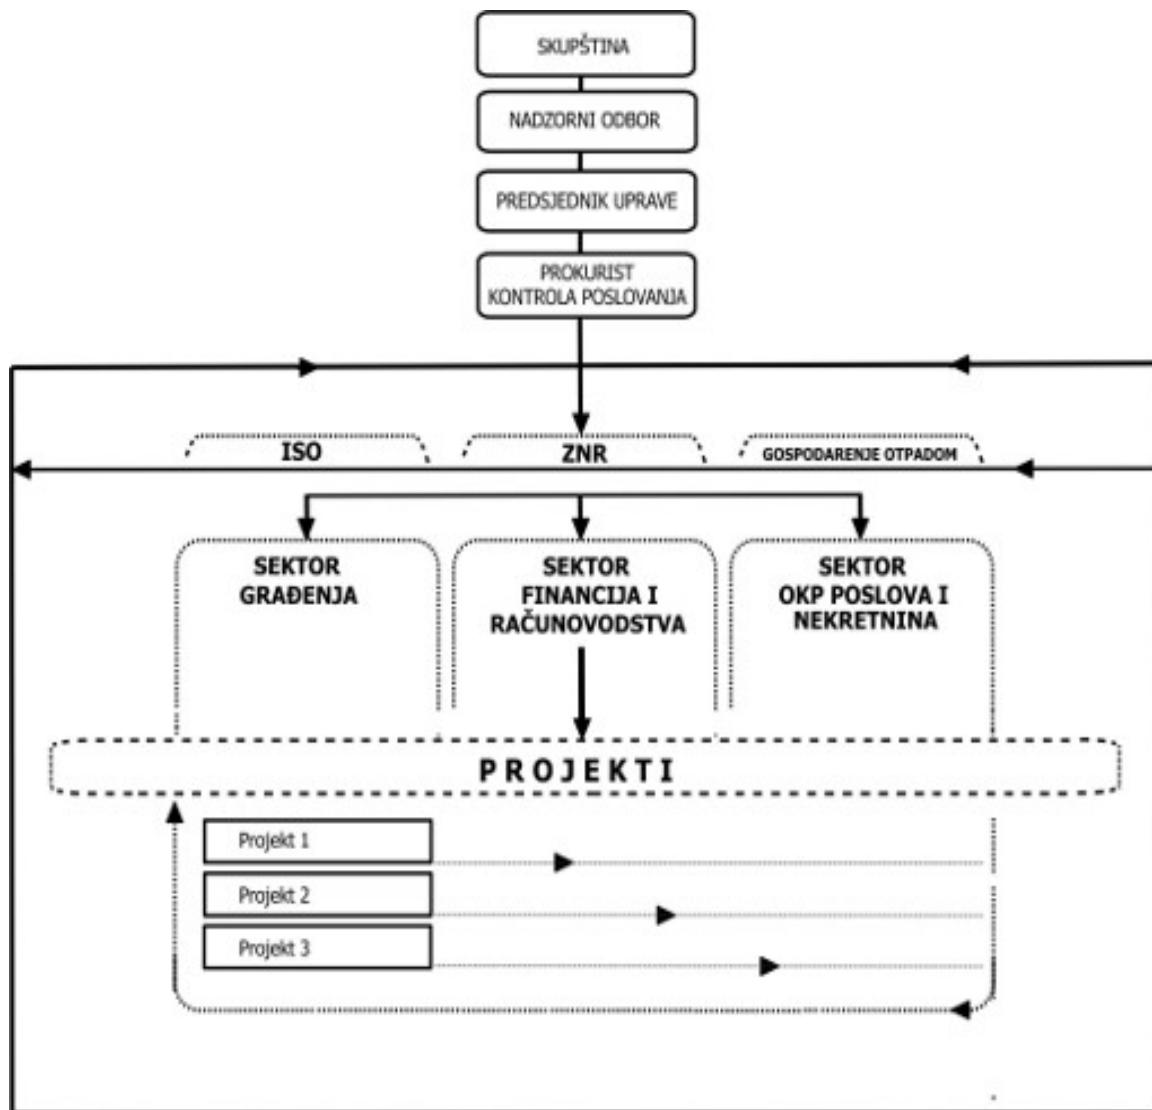 SKUPŠTINA
NADZORNI ODBOR
PREDSJEDNIK UPRAVE
PROKURIST
KONTROLA POSLOVANJA
ISO
ZNR
GOSPODARENJE OTPADOM
SEKTOR
GRAĐENJA
SEKTOR
FINANCIJA I
RAČUNOVODSTVA
SEKTOR
OKP POSLOVA I
NEKRETNINA
PROJEKTI
Projekt 1
Projekt 2
Projekt 3